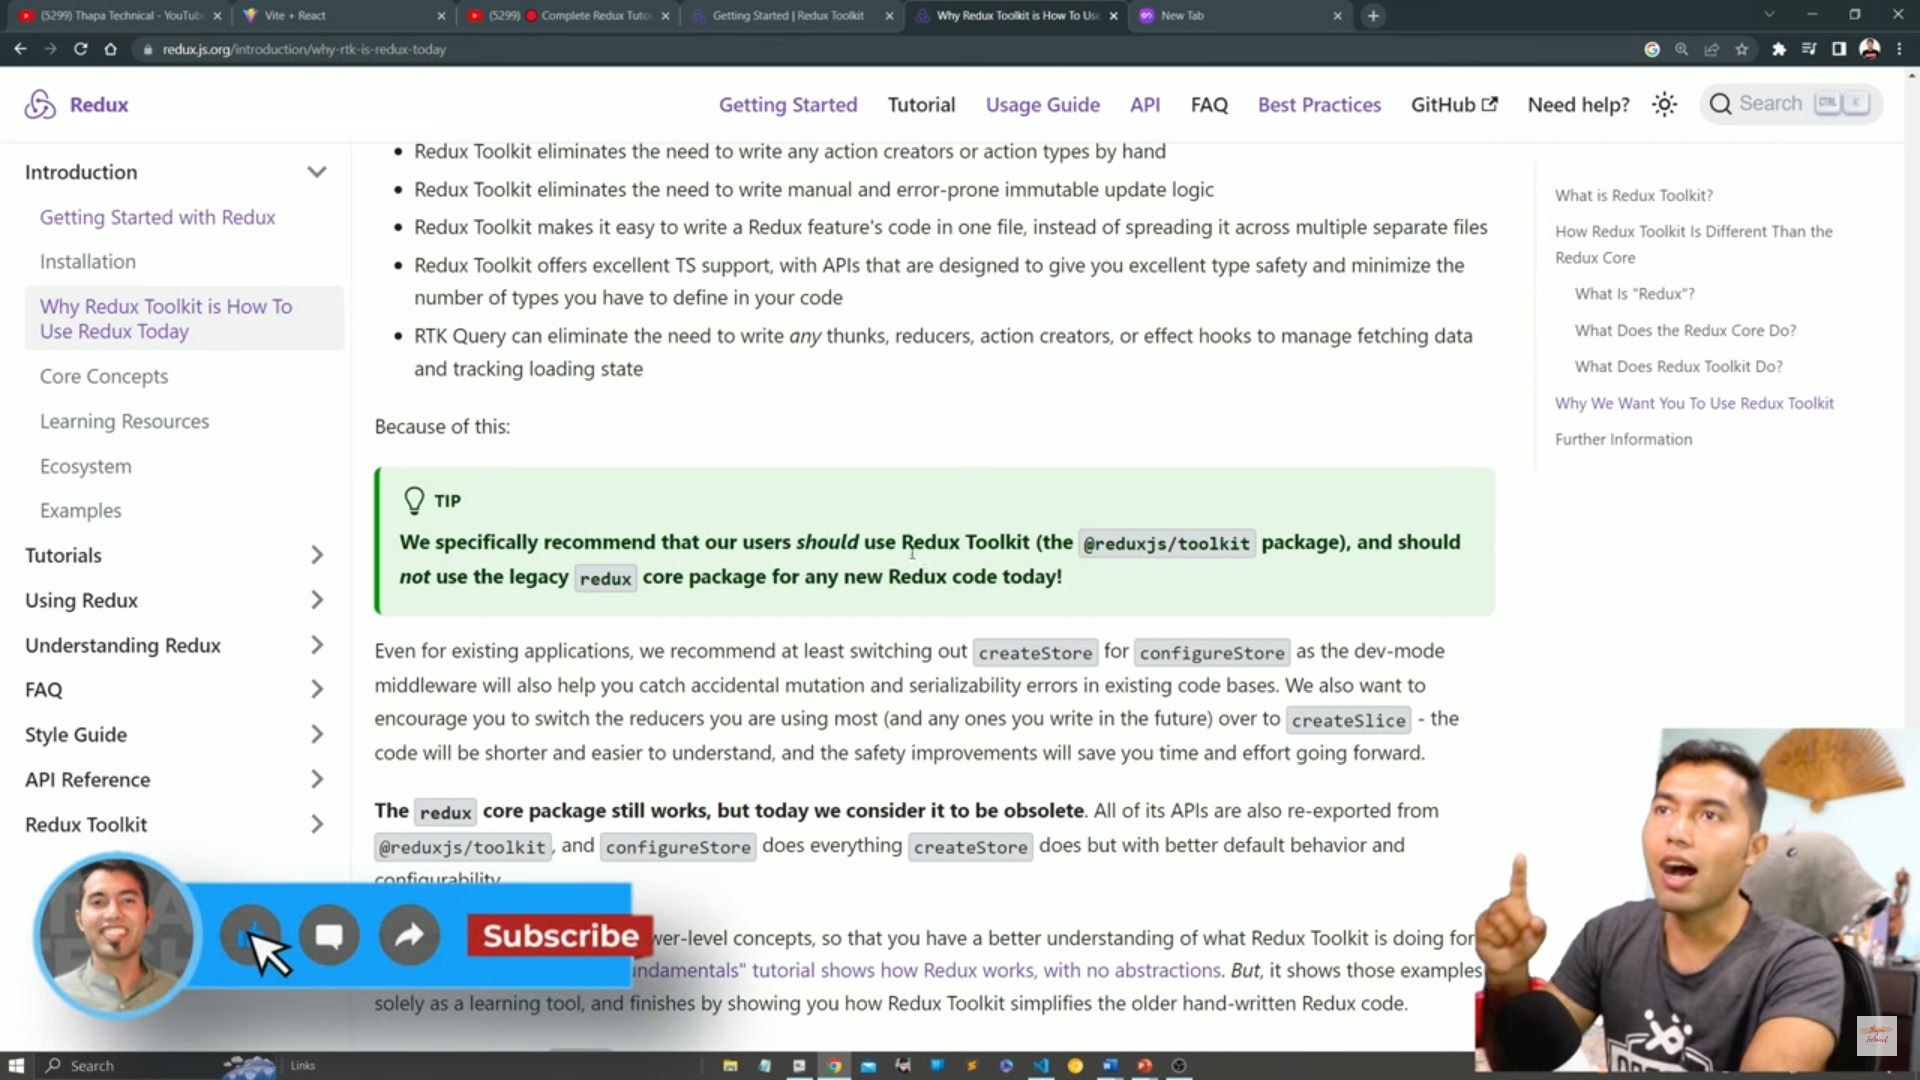 (5299) Thapa Technical - YouTub
Vite + React
(5299) Complete Redux Tuto
Getting Started | Redux Toolkit
Why Redux Toolkit is How To Us
New Tab
redux.js.org/introduction/why-rtk-is-redux-today
Redux
Getting Started
Tutorial
Usage Guide
API
FAQ
Best Practices
GitHub
Need help?
Search
CTRL K
Introduction
Getting Started with Redux
Installation
Why Redux Toolkit is How To
Use Redux Today
Core Concepts
Learning Resources
Ecosystem
Examples
Tutorials
Using Redux
Understanding Redux
FAQ
Style Guide
API Reference
Redux Toolkit
Redux Toolkit eliminates the need to write any action creators or action types by hand
Redux Toolkit eliminates the need to write manual and error-prone immutable update logic
Redux Toolkit makes it easy to write a Redux feature's code in one file, instead of spreading it across multiple separate files
Redux Toolkit offers excellent TS support, with APIs that are designed to give you excellent type safety and minimize the
number of types you have to define in your code
RTK Query can eliminate the need to write any thunks, reducers, action creators, or effect hooks to manage fetching data
and tracking loading state
Because of this:
TIP
We specifically recommend that our users should use Redux Toolkit (the @reduxjs/toolkit package), and should
not use the legacy redux core package for any new Redux code today!
Even for existing applications, we recommend at least switching out createStore for configureStore as the dev-mode
middleware will also help you catch accidental mutation and serializability errors in existing code bases. We also want to
encourage you to switch the reducers you are using most (and any ones you write in the future) over to createSlice - the
code will be shorter and easier to understand, and the safety improvements will save you time and effort going forward.
The redux core package still works, but today we consider it to be obsolete. All of its APIs are also re-exported from
@reduxjs/toolkit, and configureStore does everything createStore does but with better default behavior and
configurability.
wer-level concepts, so that you have a better understanding of what Redux Toolkit is doing for
ndamentals" tutorial shows how Redux works, with no abstractions. But, it shows those examples
solely as a learning tool, and finishes by showing you how Redux Toolkit simplifies the older hand-written Redux code.
What is Redux Toolkit?
How Redux Toolkit Is Different Than the
Redux Core
What Is "Redux"?
What Does the Redux Core Do?
What Does Redux Toolkit Do?
Why We Want You To Use Redux Toolkit
Further Information
Subscribe
Search
Links